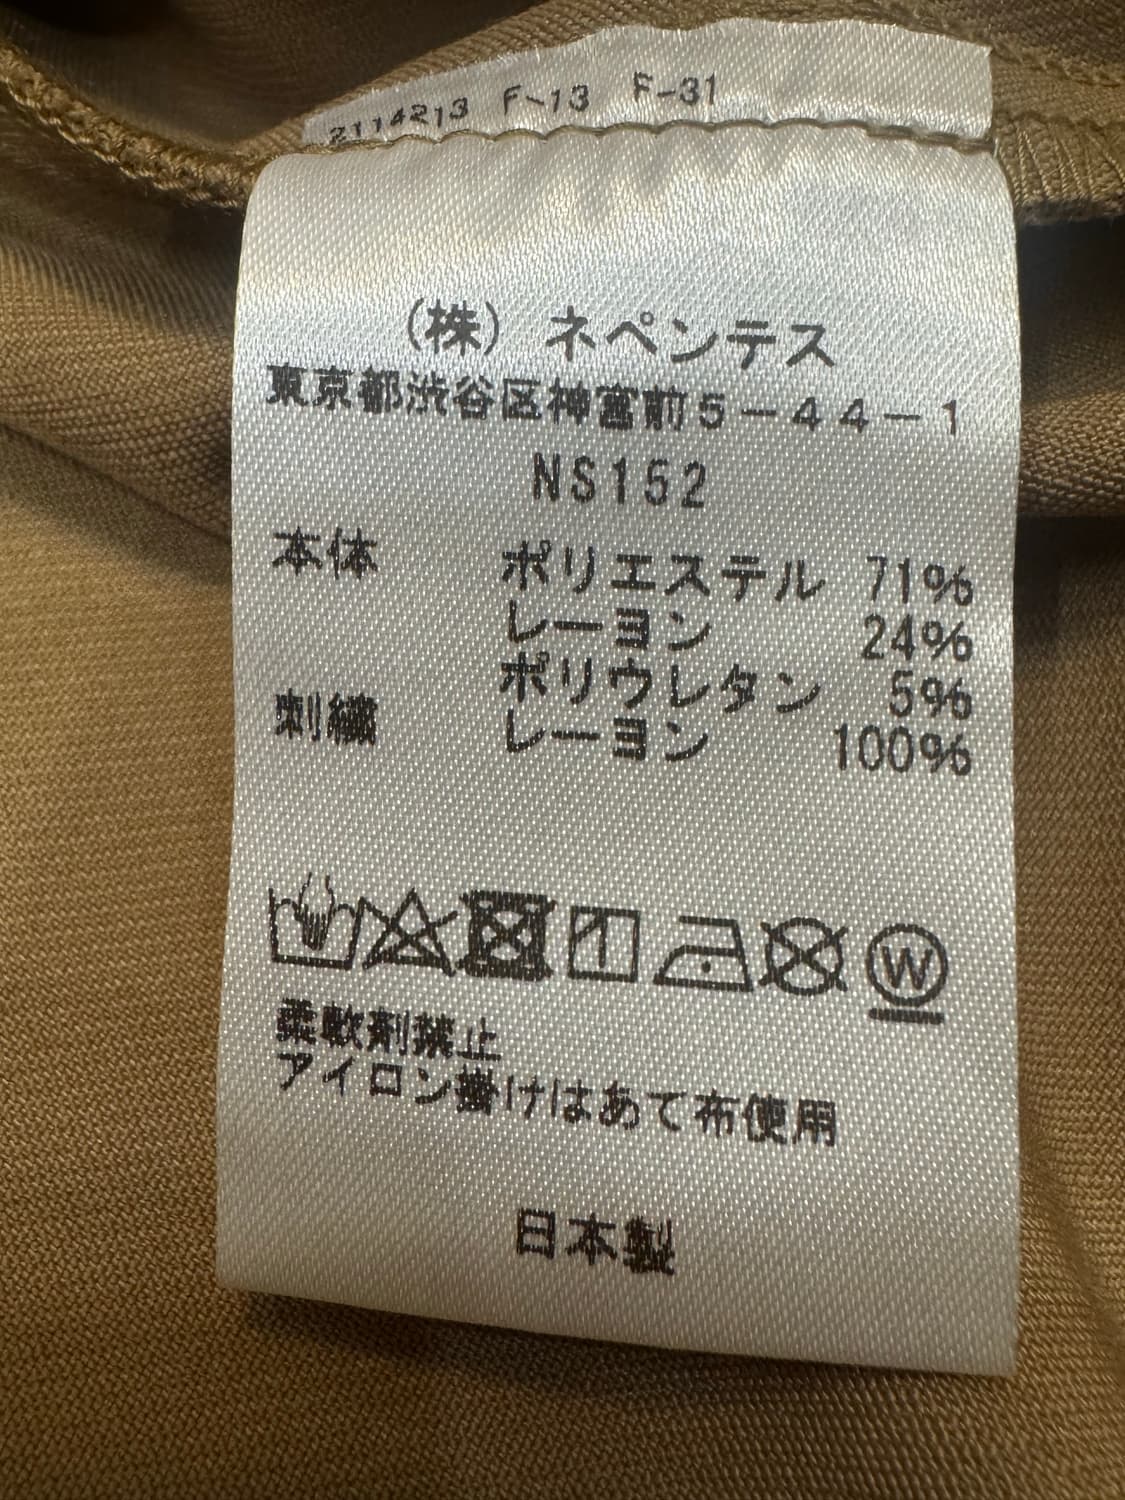 2114213 F-13 F-31
(株) ネペンテス
東京都渋谷区神宮前5-44-1
NS152
本体 ポリエステル 71%
レーヨン 24%
ポリウレタン 5%
刺繍 レーヨン 100%
1 W
柔軟剤禁止
アイロン掛けはあて布使用
日本製